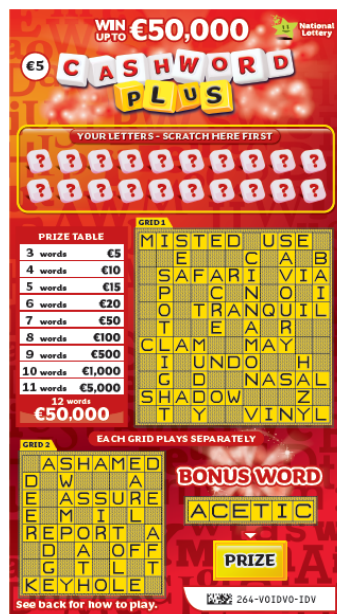 WIN UP TO €50,000
National Lottery
€5
CASHWORD
PLUS
YOUR LETTERS - SCRATCH HERE FIRST
? ? ? ? ? ? ? ? ? ?
? ? ? ? ? ? ? ? ? ?
PRIZE TABLE
3 words €5
4 words €10
5 words €15
6 words €20
7 words €50
8 words €100
9 words €500
10 words €1,000
11 words €5,000
12 words
€50,000
GRID 1
MISTED USE
E C A B
SAFARI VIA
P C N O I
O TRANQUIL
T E A R
CLAM MAY
I UNDO H
G D NASAL
SHADOW Z
T Y VINYL
EACH GRID PLAYS SEPARATELY
GRID 2
ASHAMED
D W A
E ASSURE
E M I L
REPORT A
D A OFF
G T L T
KEYHOLE
BONUS WORD
ACETIC
PRIZE
See back for how to play.
264-VOIDVO-IDV